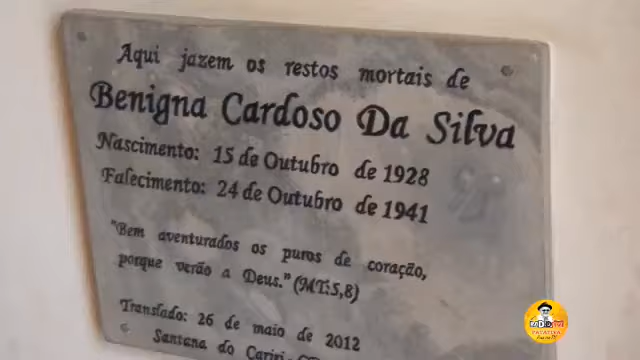 Aqui jazem os restos mortais de
Benigna Cardoso Da Silva
Nascimento: 15 de Outubro de 1928
Falecimento: 24 de Outubro de 1941
"Bem aventurados os puros de coração,
porque verão a Deus." (MT:5,8)
Translado: 26 de maio de 2012
Santana do Cariri-